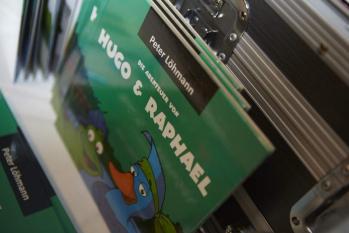 Peter Löhmann
DIE ABENTEUER VON
HUGO & RAPHAEL
Peter Löhmann